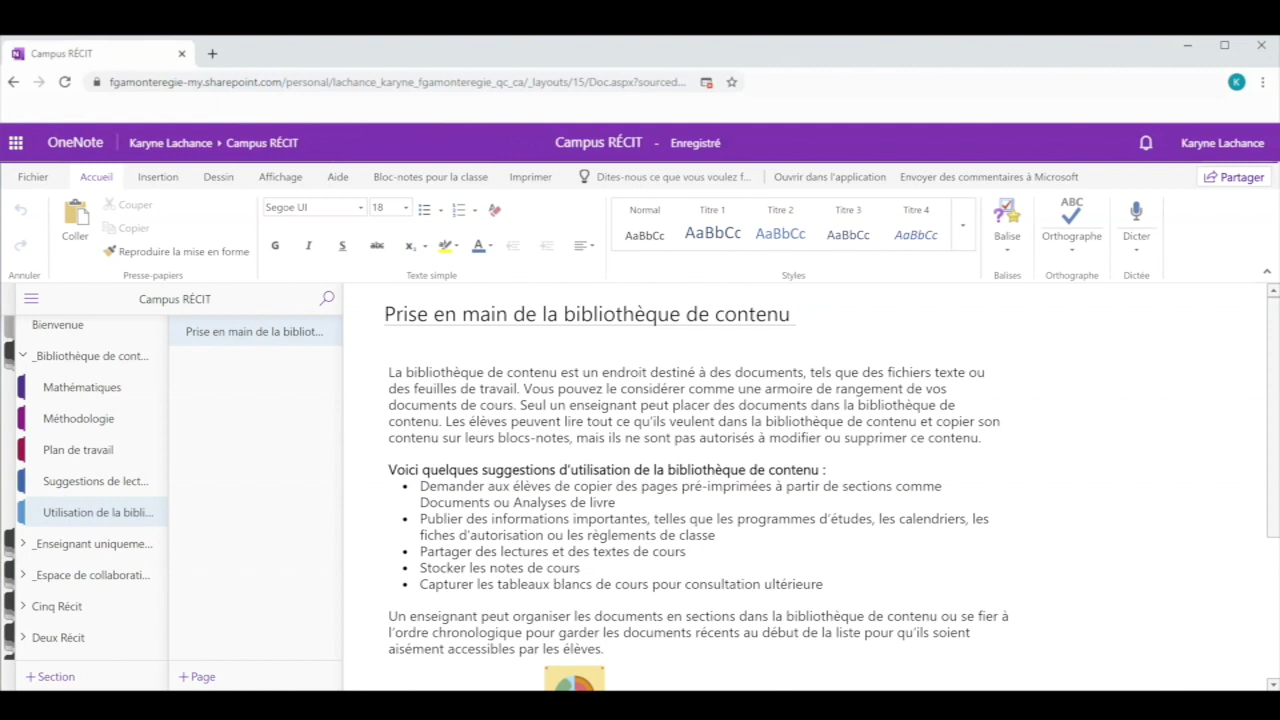 Campus RÉCIT
fgamonteregie-my.sharepoint.com/personal/lachance_karyne_fgamonteregie_qc_ca/_layouts/15/Doc.aspx?sourced...
K
OneNote
Karyne Lachance ▸ Campus RÉCIT
Campus RÉCIT - Enregistré
Karyne Lachance
Fichier Accueil Insertion Dessin Affichage Aide Bloc-notes pour la classe Imprimer Dites-nous ce que vous voulez f... Ouvrir dans l'application Envoyer des commentaires à Microsoft Partager
Coller
Couper
Copier
Reproduire la mise en forme
Segoe UI 18
G I S abc x₂ A
Normal Titre 1 Titre 2 Titre 3 Titre 4
AaBbCc AaBbCc AaBbCc AaBbCc AaBbCc
Balise
ABC
Orthographe
Dicter
Annuler Presse-papiers Texte simple Styles Balises Orthographe Dictée
Campus RÉCIT
Bienvenue
_Bibliothèque de cont...
Mathématiques
Méthodologie
Plan de travail
Suggestions de lect...
Utilisation de la bibli...
_Enseignant uniqueme...
_Espace de collaborati...
Cinq Récit
Deux Récit
+ Section
Prise en main de la bibliot...
+ Page
Prise en main de la bibliothèque de contenu
La bibliothèque de contenu est un endroit destiné à des documents, tels que des fichiers texte ou
des feuilles de travail. Vous pouvez le considérer comme une armoire de rangement de vos
documents de cours. Seul un enseignant peut placer des documents dans la bibliothèque de
contenu. Les élèves peuvent lire tout ce qu'ils veulent dans la bibliothèque de contenu et copier son
contenu sur leurs blocs-notes, mais ils ne sont pas autorisés à modifier ou supprimer ce contenu.
Voici quelques suggestions d'utilisation de la bibliothèque de contenu :
• Demander aux élèves de copier des pages pré-imprimées à partir de sections comme
Documents ou Analyses de livre
• Publier des informations importantes, telles que les programmes d'études, les calendriers, les
fiches d'autorisation ou les règlements de classe
• Partager des lectures et des textes de cours
• Stocker les notes de cours
• Capturer les tableaux blancs de cours pour consultation ultérieure
Un enseignant peut organiser les documents en sections dans la bibliothèque de contenu ou se fier à
l'ordre chronologique pour garder les documents récents au début de la liste pour qu'ils soient
aisément accessibles par les élèves.